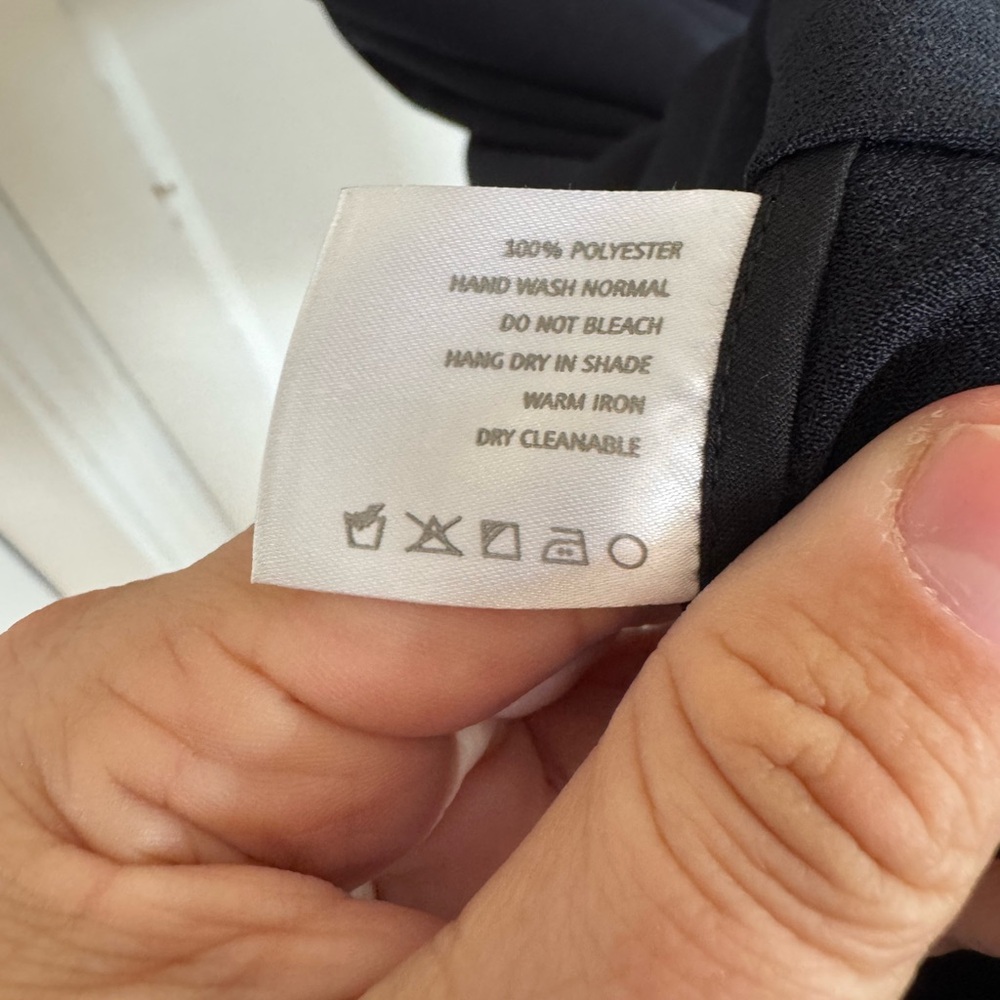 100% POLYESTER
HAND WASH NORMAL
DO NOT BLEACH
HANG DRY IN SHADE
WARM IRON
DRY CLEANABLE